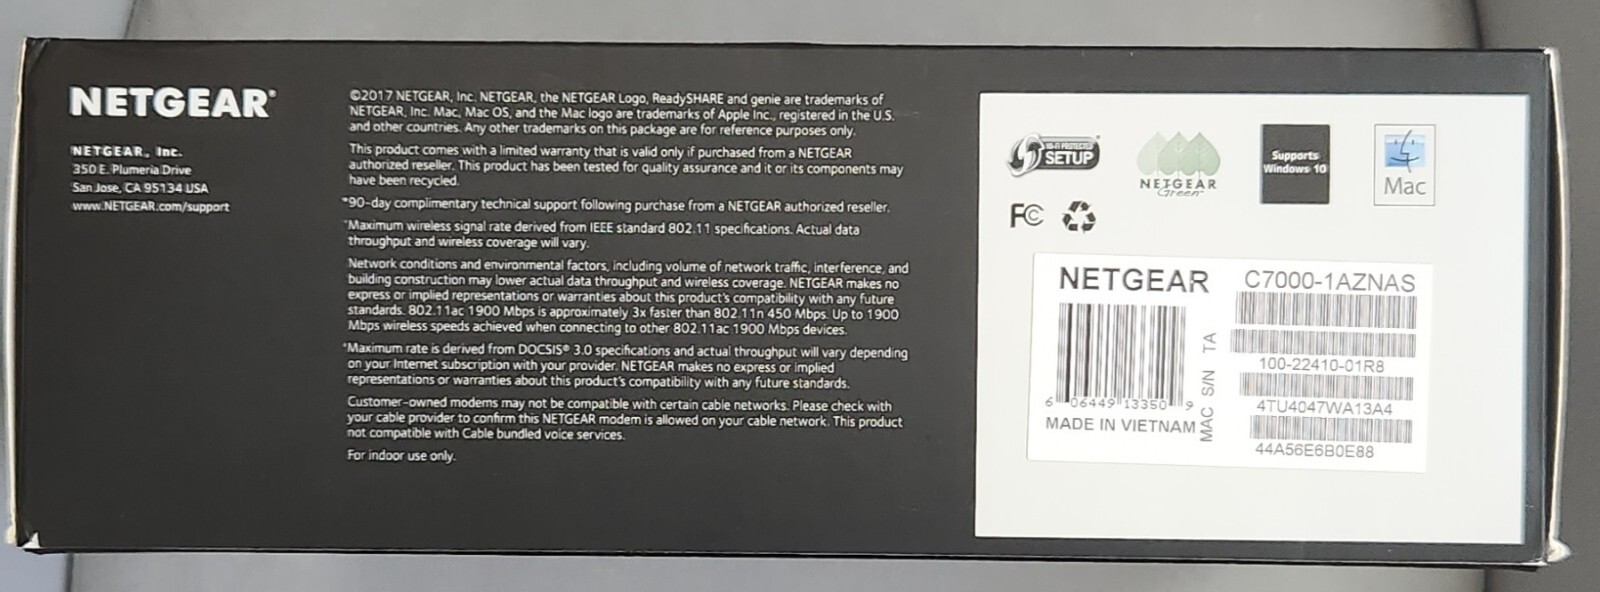 NETGEAR®
NETGEAR, Inc.
350 E. Plumeria Drive
San Jose, CA 95134 USA
www.NETGEAR.com/support
©2017 NETGEAR, Inc. NETGEAR, the NETGEAR Logo, ReadySHARE and genie are trademarks of
NETGEAR, Inc. Mac, Mac OS, and the Mac logo are trademarks of Apple Inc., registered in the U.S.
and other countries. Any other trademarks on this package are for reference purposes only.
This product comes with a limited warranty that is valid only if purchased from a NETGEAR
authorized reseller. This product has been tested for quality assurance and it or its components may
have been recycled.
*90-day complimentary technical support following purchase from a NETGEAR authorized reseller.
†Maximum wireless signal rate derived from IEEE standard 802.11 specifications. Actual data
throughput and wireless coverage will vary.
Network conditions and environmental factors, including volume of network traffic, interference, and
building construction may lower actual data throughput and wireless coverage. NETGEAR makes no
express or implied representations or warranties about this product's compatibility with any future
standards. 802.11ac 1900 Mbps is approximately 3x faster than 802.11n 450 Mbps. Up to 1900
Mbps wireless speeds achieved when connecting to other 802.11ac 1900 Mbps devices.
‡Maximum rate is derived from DOCSIS® 3.0 specifications and actual throughput will vary depending
on your Internet subscription with your provider. NETGEAR makes no express or implied
representations or warranties about this product's compatibility with any future standards.
Customer-owned modems may not be compatible with certain cable networks. Please check with
your cable provider to confirm this NETGEAR modem is allowed on your cable network. This product
not compatible with Cable bundled voice services.
For indoor use only.
WI-FI PROTECTED
SETUP
NETGEAR
Green
Supports
Windows 10
Mac
FC
NETGEAR
C7000-1AZNAS
TA
100-22410-01R8
S/N
4TU4047WA13A4
MAC
44A56E6B0E88
6 06449 13350 9
MADE IN VIETNAM